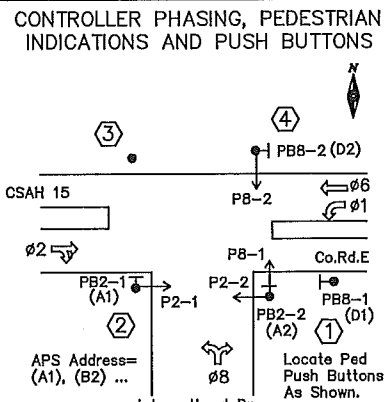 CONTROLLER PHASING, PEDESTRIAN
INDICATIONS AND PUSH BUTTONS
N
3
4
PB8-2 (D2)
CSAH 15
P8-2
Ø6
Ø1
Ø2
P8-1
Co.Rd.E
PB2-1
(A1)
P2-1
P2-2
PB2-2
(A2)
PB8-1
(D1)
2
1
APS Address=
(A1), (B2) ...
Ø8
Locate Ped
Push Buttons
As Shown.